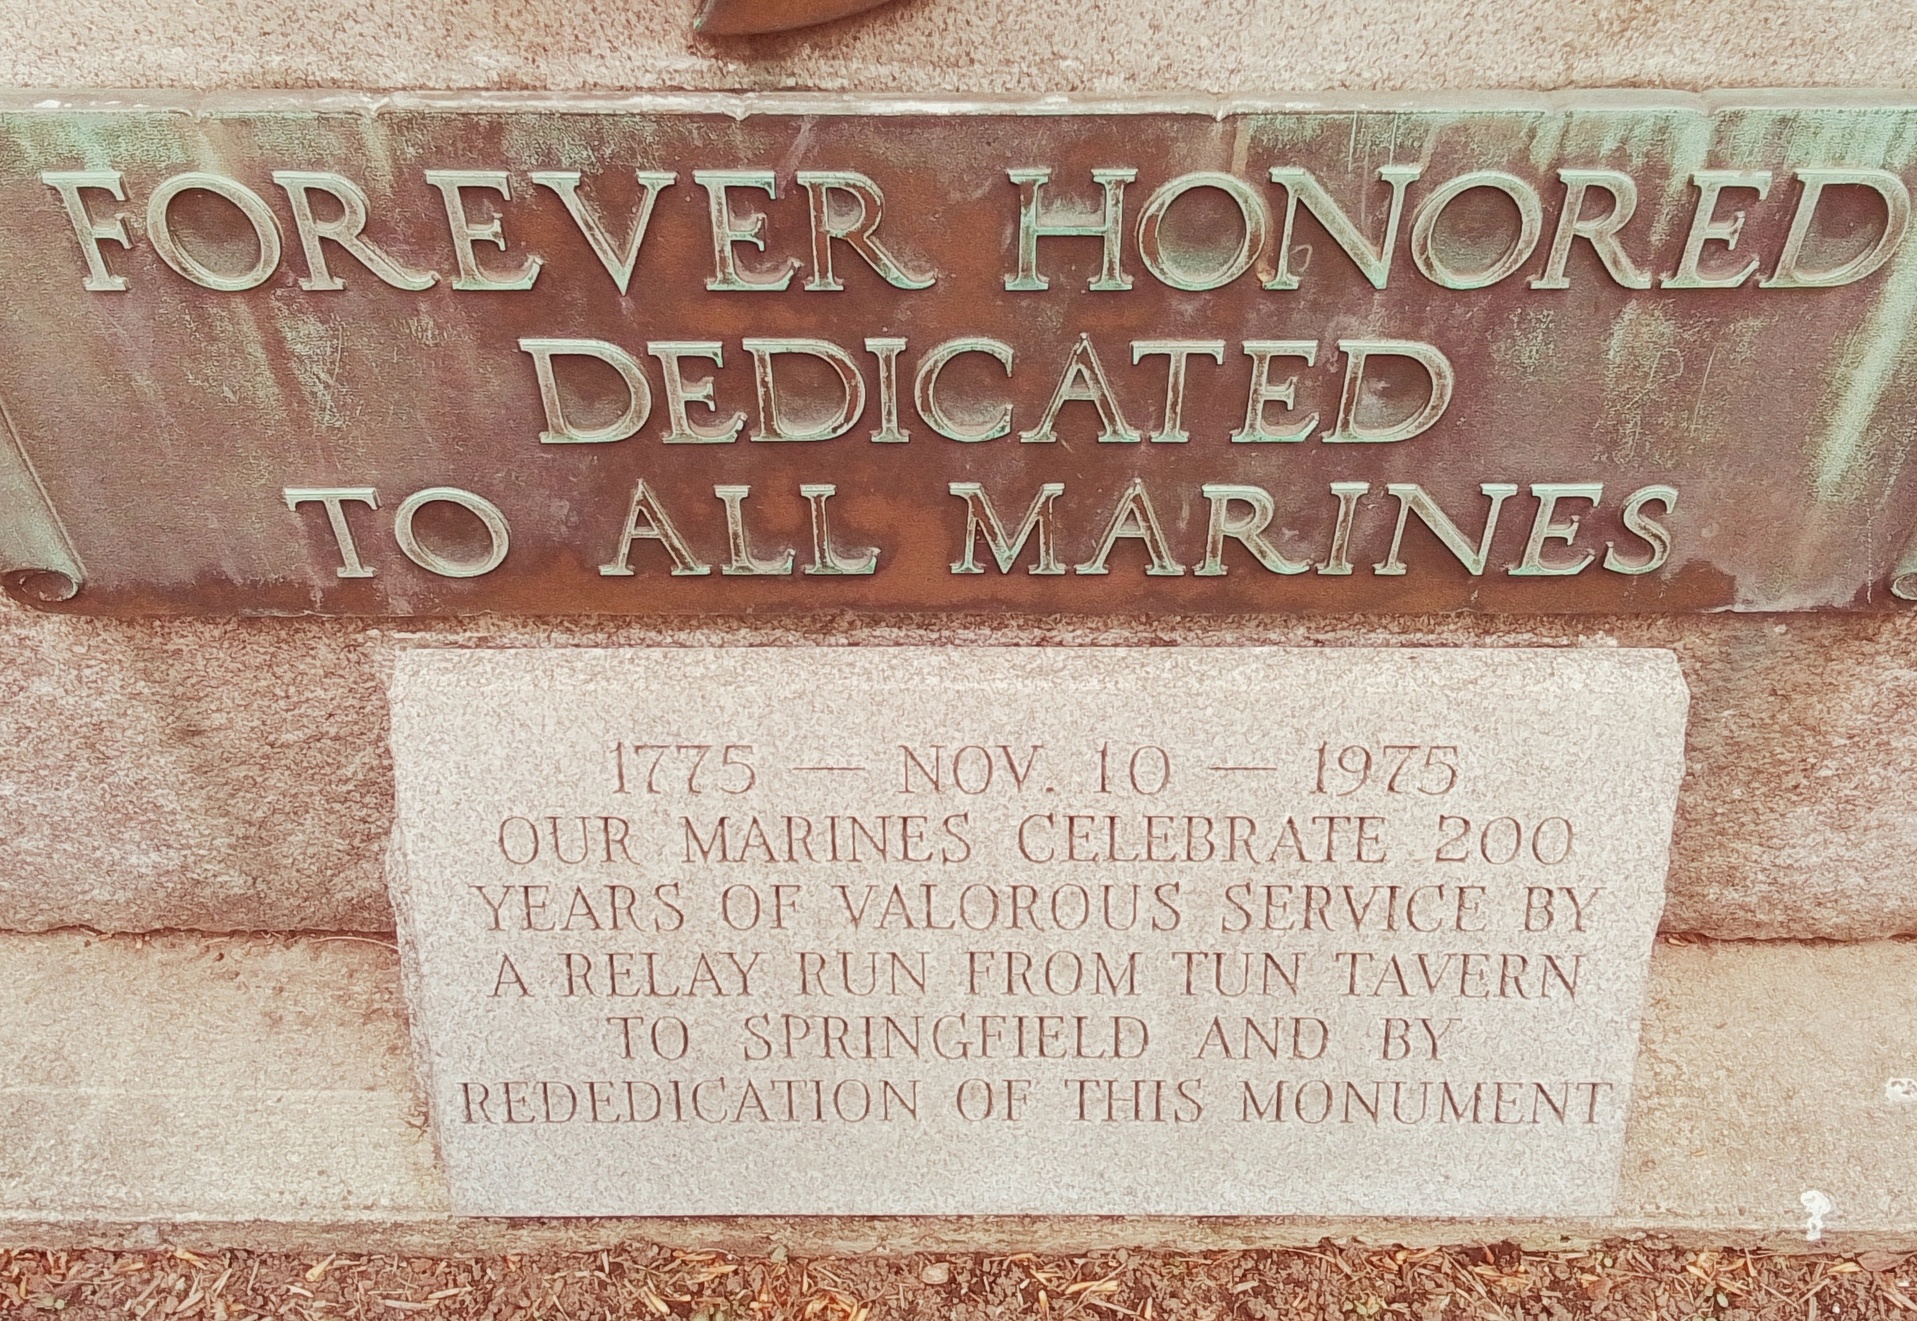 FOREVER HONORED
DEDICATED
TO ALL MARINES
1775 — NOV. 10 — 1975
OUR MARINES CELEBRATE 200
YEARS OF VALOROUS SERVICE BY
A RELAY RUN FROM TUN TAVERN
TO SPRINGFIELD AND BY
REDEDICATION OF THIS MONUMENT